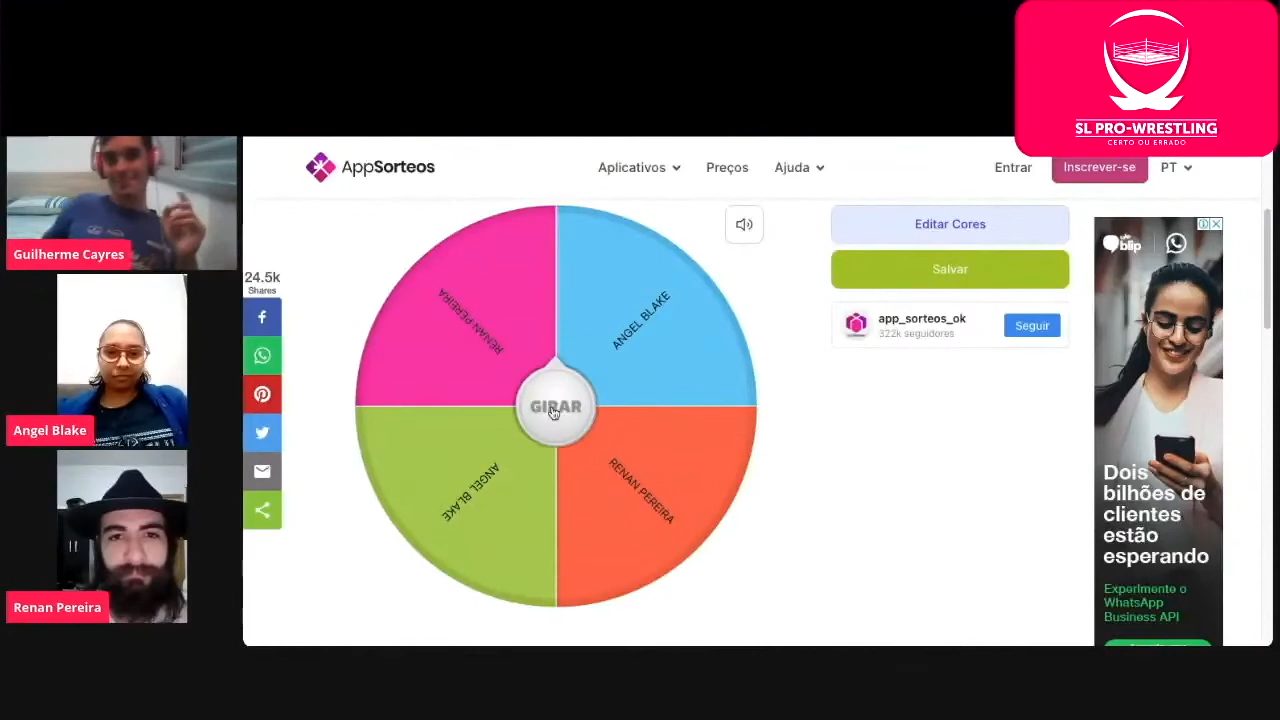 SL PRO-WRESTLING
CERTO OU ERRADO
AppSorteos
Aplicativos
Preços
Ajuda
Entrar
Inscrever-se
PT
Guilherme Cayres
Angel Blake
Renan Pereira
24.5k
Shares
RENAN PEREIRA
ANGEL BLAKE
GIRAR
ANGEL BLAKE
RENAN PEREIRA
Editar Cores
Salvar
app_sorteos_ok
322k seguidores
Seguir
blip
Dois
bilhões de
clientes
estão
esperando
Experimente o
WhatsApp
Business API